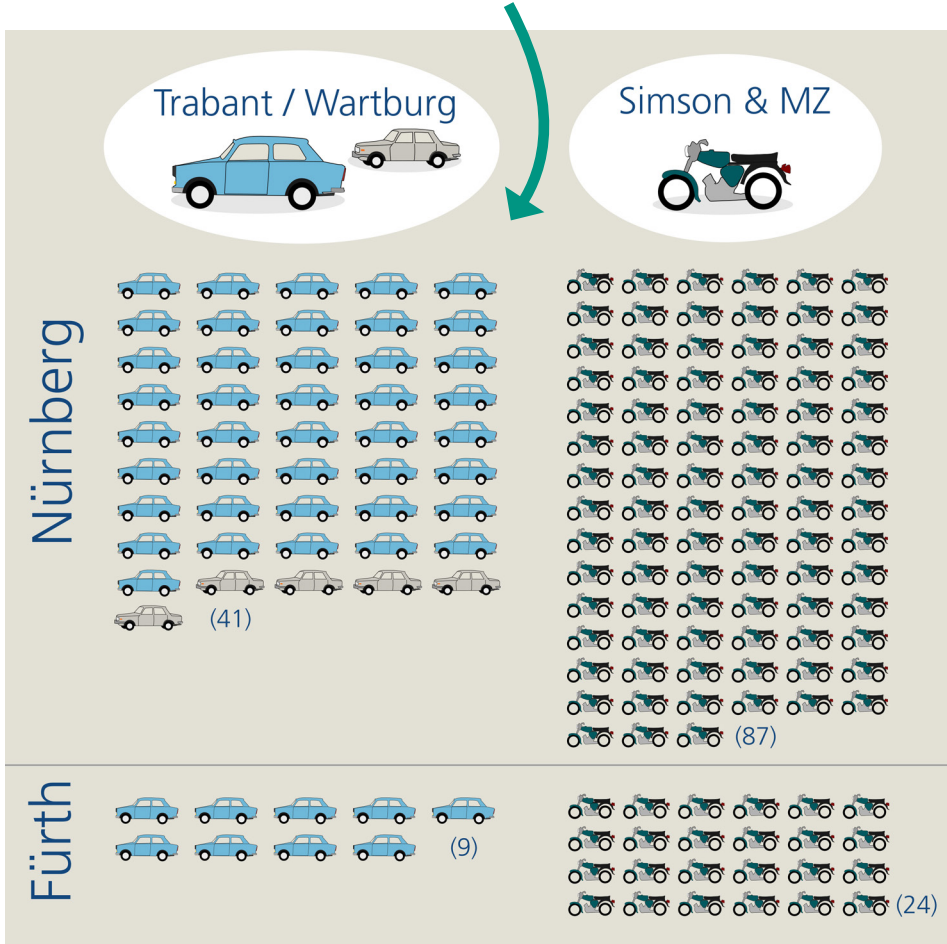 Trabant / Wartburg
Simson & MZ
Nürnberg
(41)
(87)
Fürth
(9)
(24)